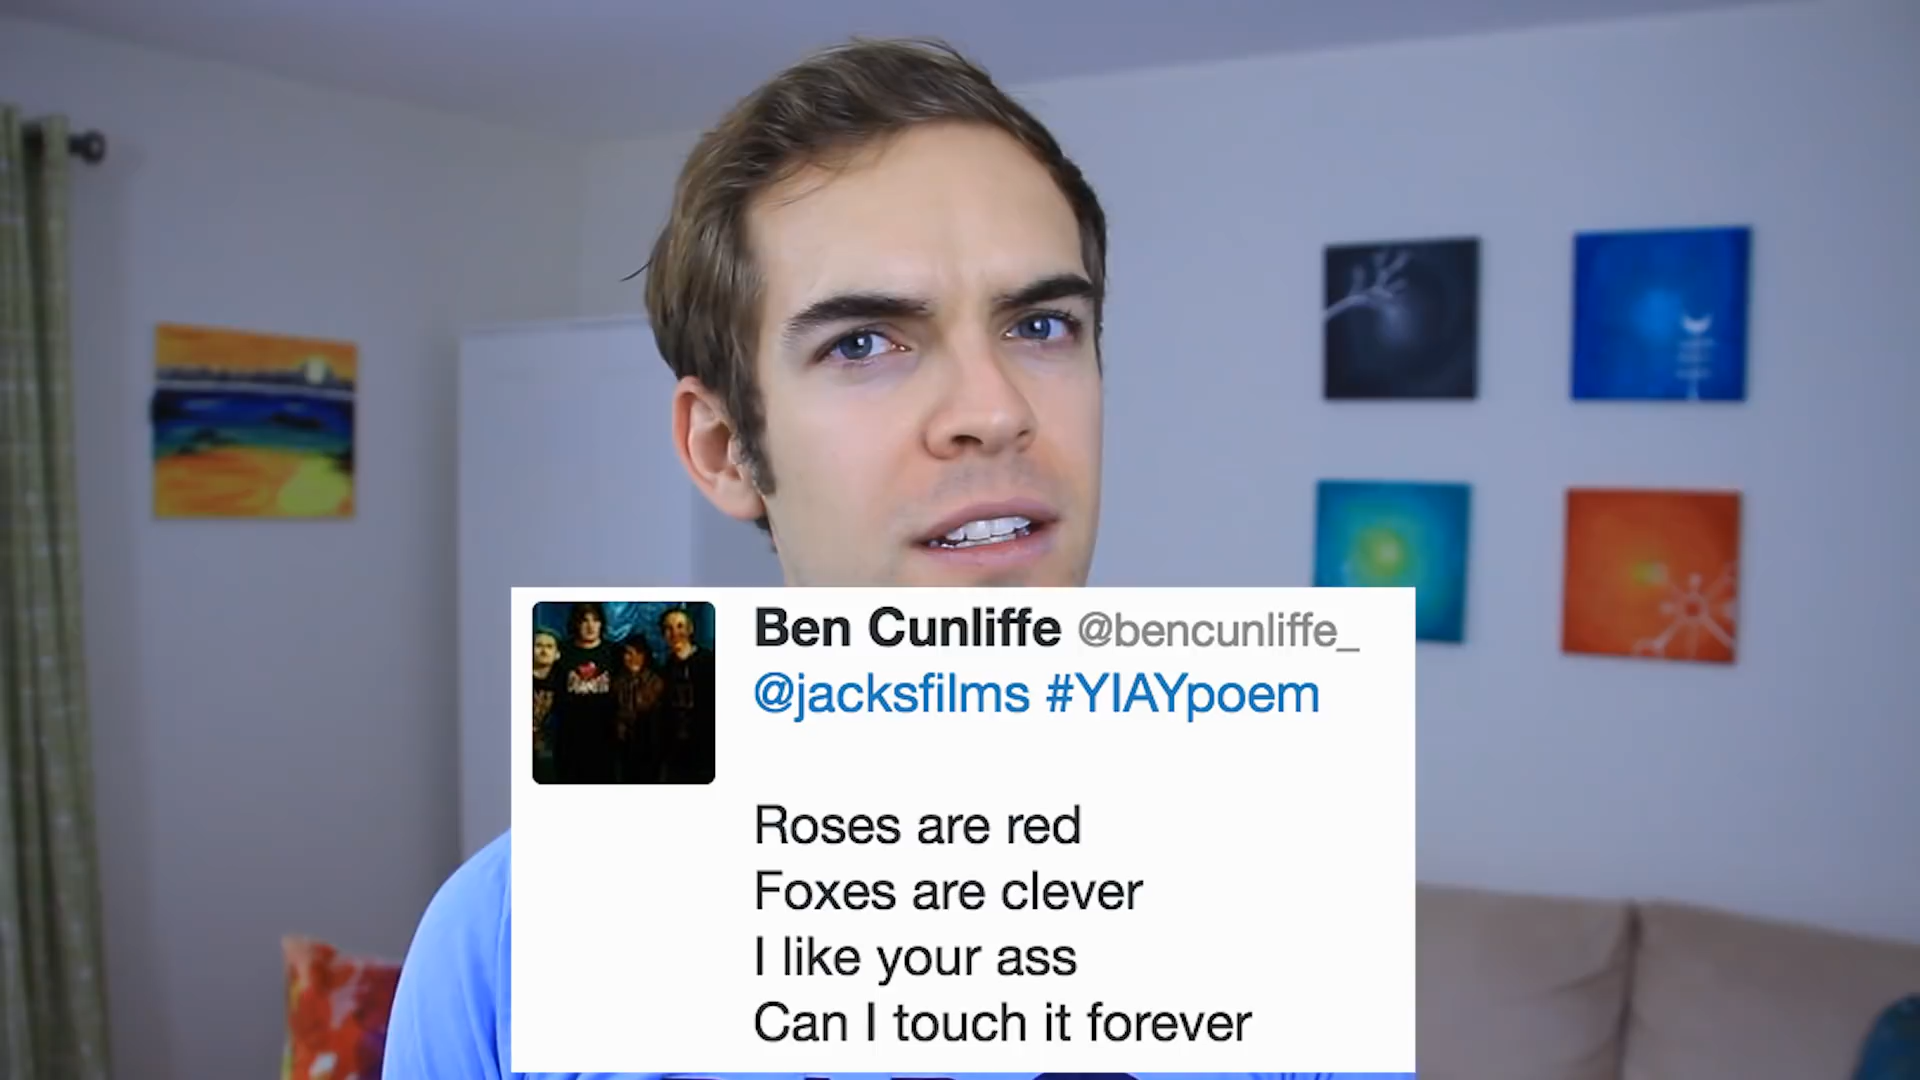 Ben Cunliffe @bencunliffe_
@jacksfilms #YIAYpoem
Roses are red
Foxes are clever
I like your ass
Can I touch it forever